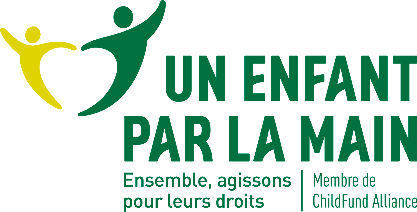 UN ENFANT
PAR LA MAIN
Ensemble, agissons
pour leurs droits
Membre de
ChildFund Alliance